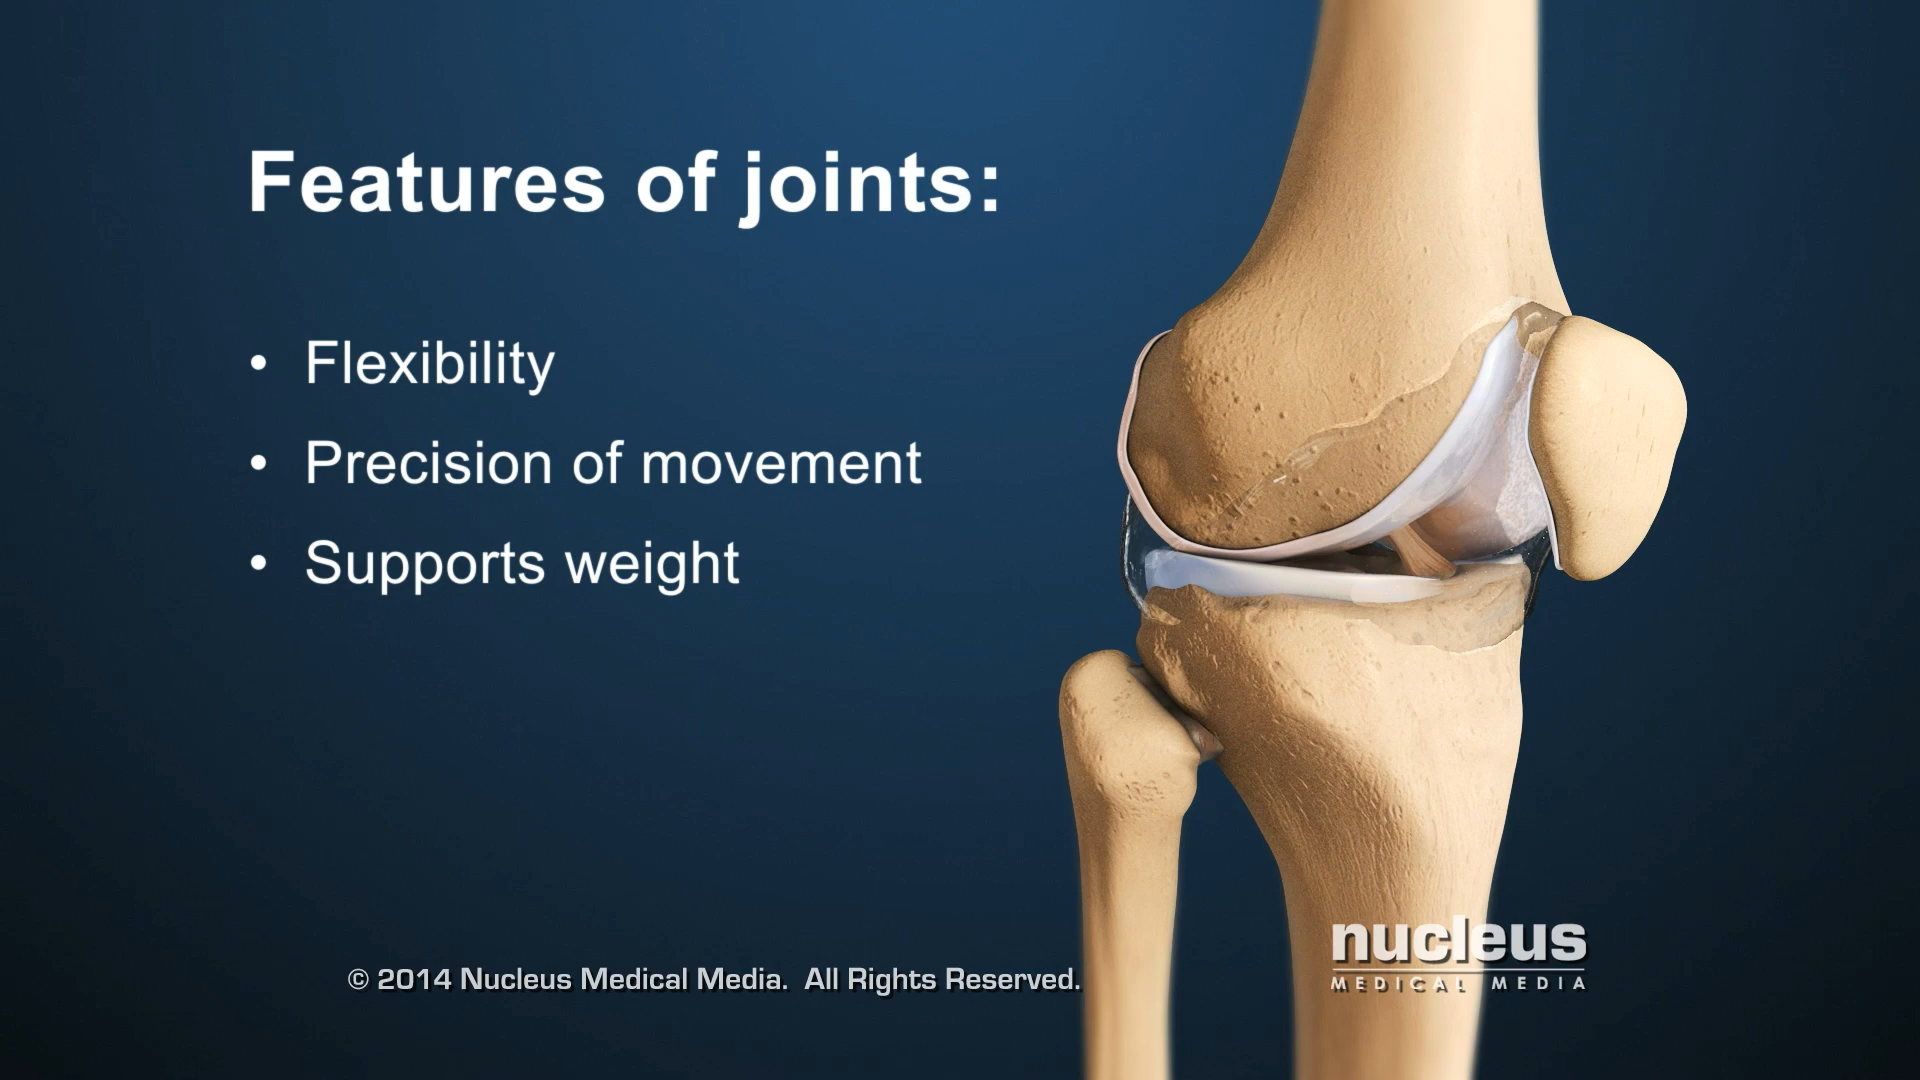 Features of joints:
• Flexibility
• Precision of movement
• Supports weight
© 2014 Nucleus Medical Media. All Rights Reserved.
nucleus
MEDICAL MEDIA